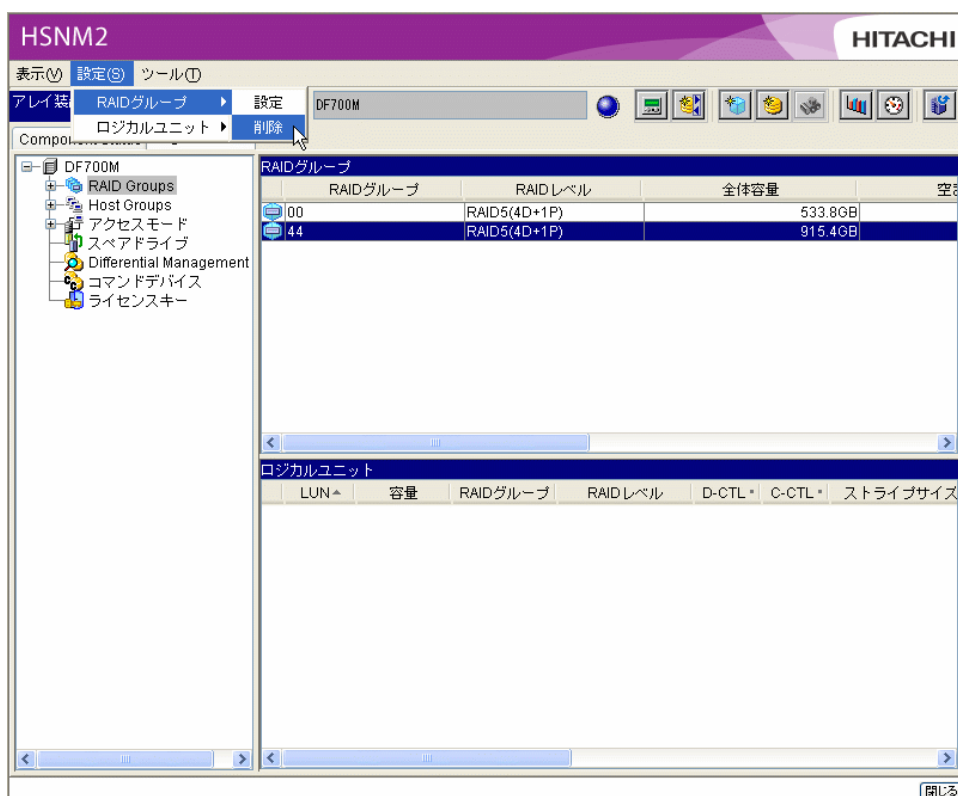 HSNM2
HITACHI
表示(V) 設定(S) ツール(T)
アレイ装
RAIDグループ
設定
DF700M
ロジカルユニット
削除
DF700M
RAID Groups
Host Groups
アクセスモード
スペアドライブ
Differential Management
コマンドデバイス
ライセンスキー
RAIDグループ
RAIDグループ RAIDレベル 全体容量
00 RAID5(4D+1P) 533.8GB
44 RAID5(4D+1P) 915.4GB
ロジカルユニット
LUN 容量 RAIDグループ RAIDレベル D-CTL* C-CTL* ストライプサイズ
閉じる